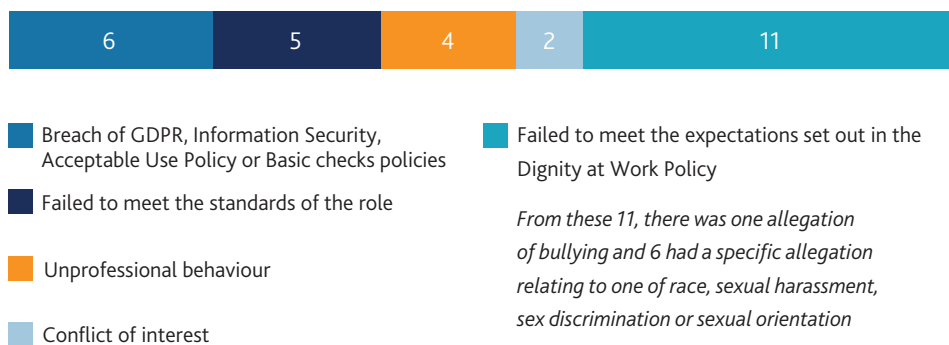 6
5
4
2
11
Breach of GDPR, Information Security,
Acceptable Use Policy or Basic checks policies
Failed to meet the standards of the role
Unprofessional behaviour
Conflict of interest
Failed to meet the expectations set out in the
Dignity at Work Policy
From these 11, there was one allegation
of bullying and 6 had a specific allegation
relating to one of race, sexual harassment,
sex discrimination or sexual orientation